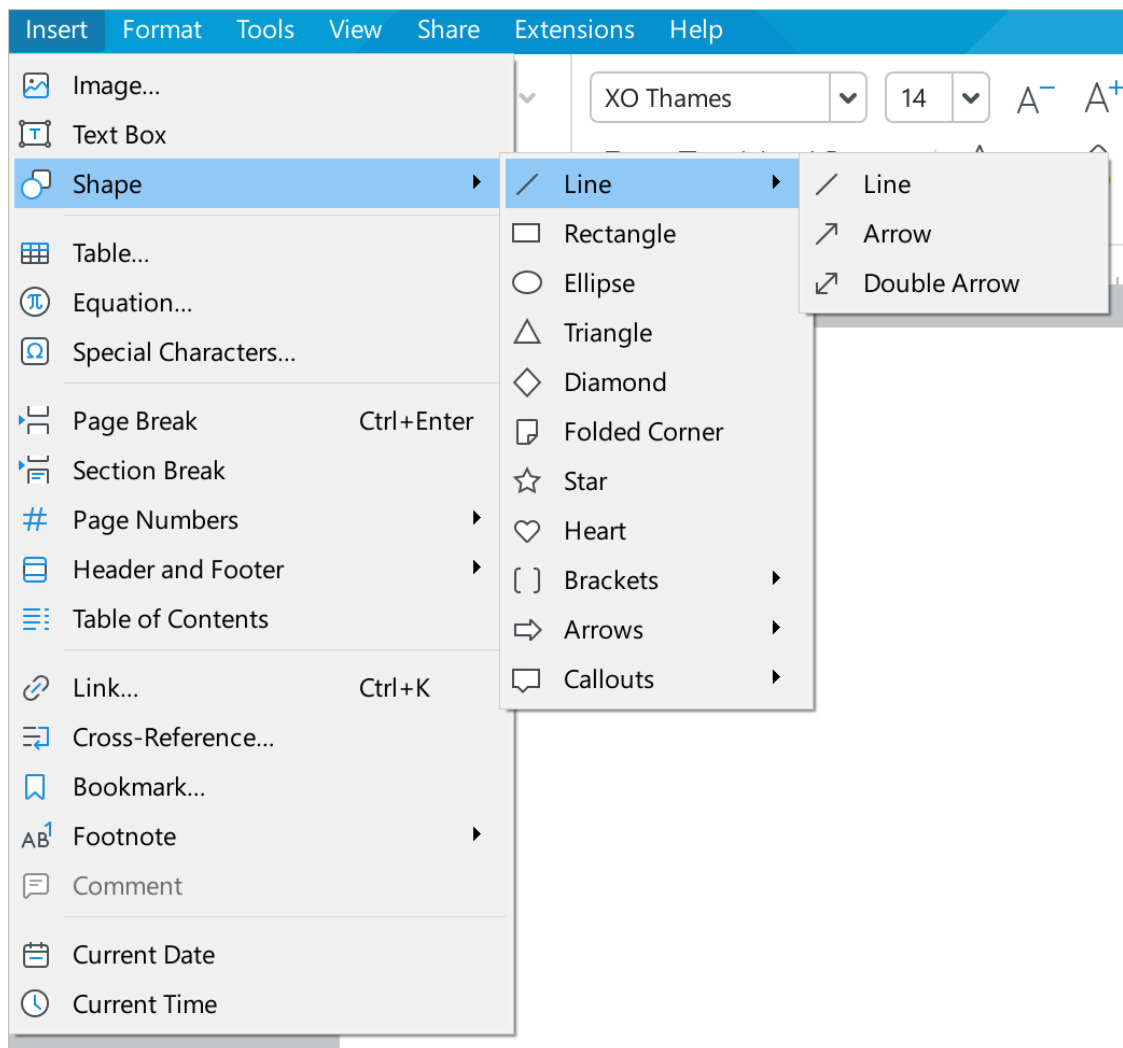 Insert Format Tools View Share Extensions Help
XO Thames 14 A− A+
Image...
Text Box
Shape
Table...
Equation...
Special Characters...
Page Break Ctrl+Enter
Section Break
Page Numbers
Header and Footer
Table of Contents
Link... Ctrl+K
Cross-Reference...
Bookmark...
Footnote
Comment
Current Date
Current Time
Line
Rectangle
Ellipse
Triangle
Diamond
Folded Corner
Star
Heart
Brackets
Arrows
Callouts
Line
Arrow
Double Arrow